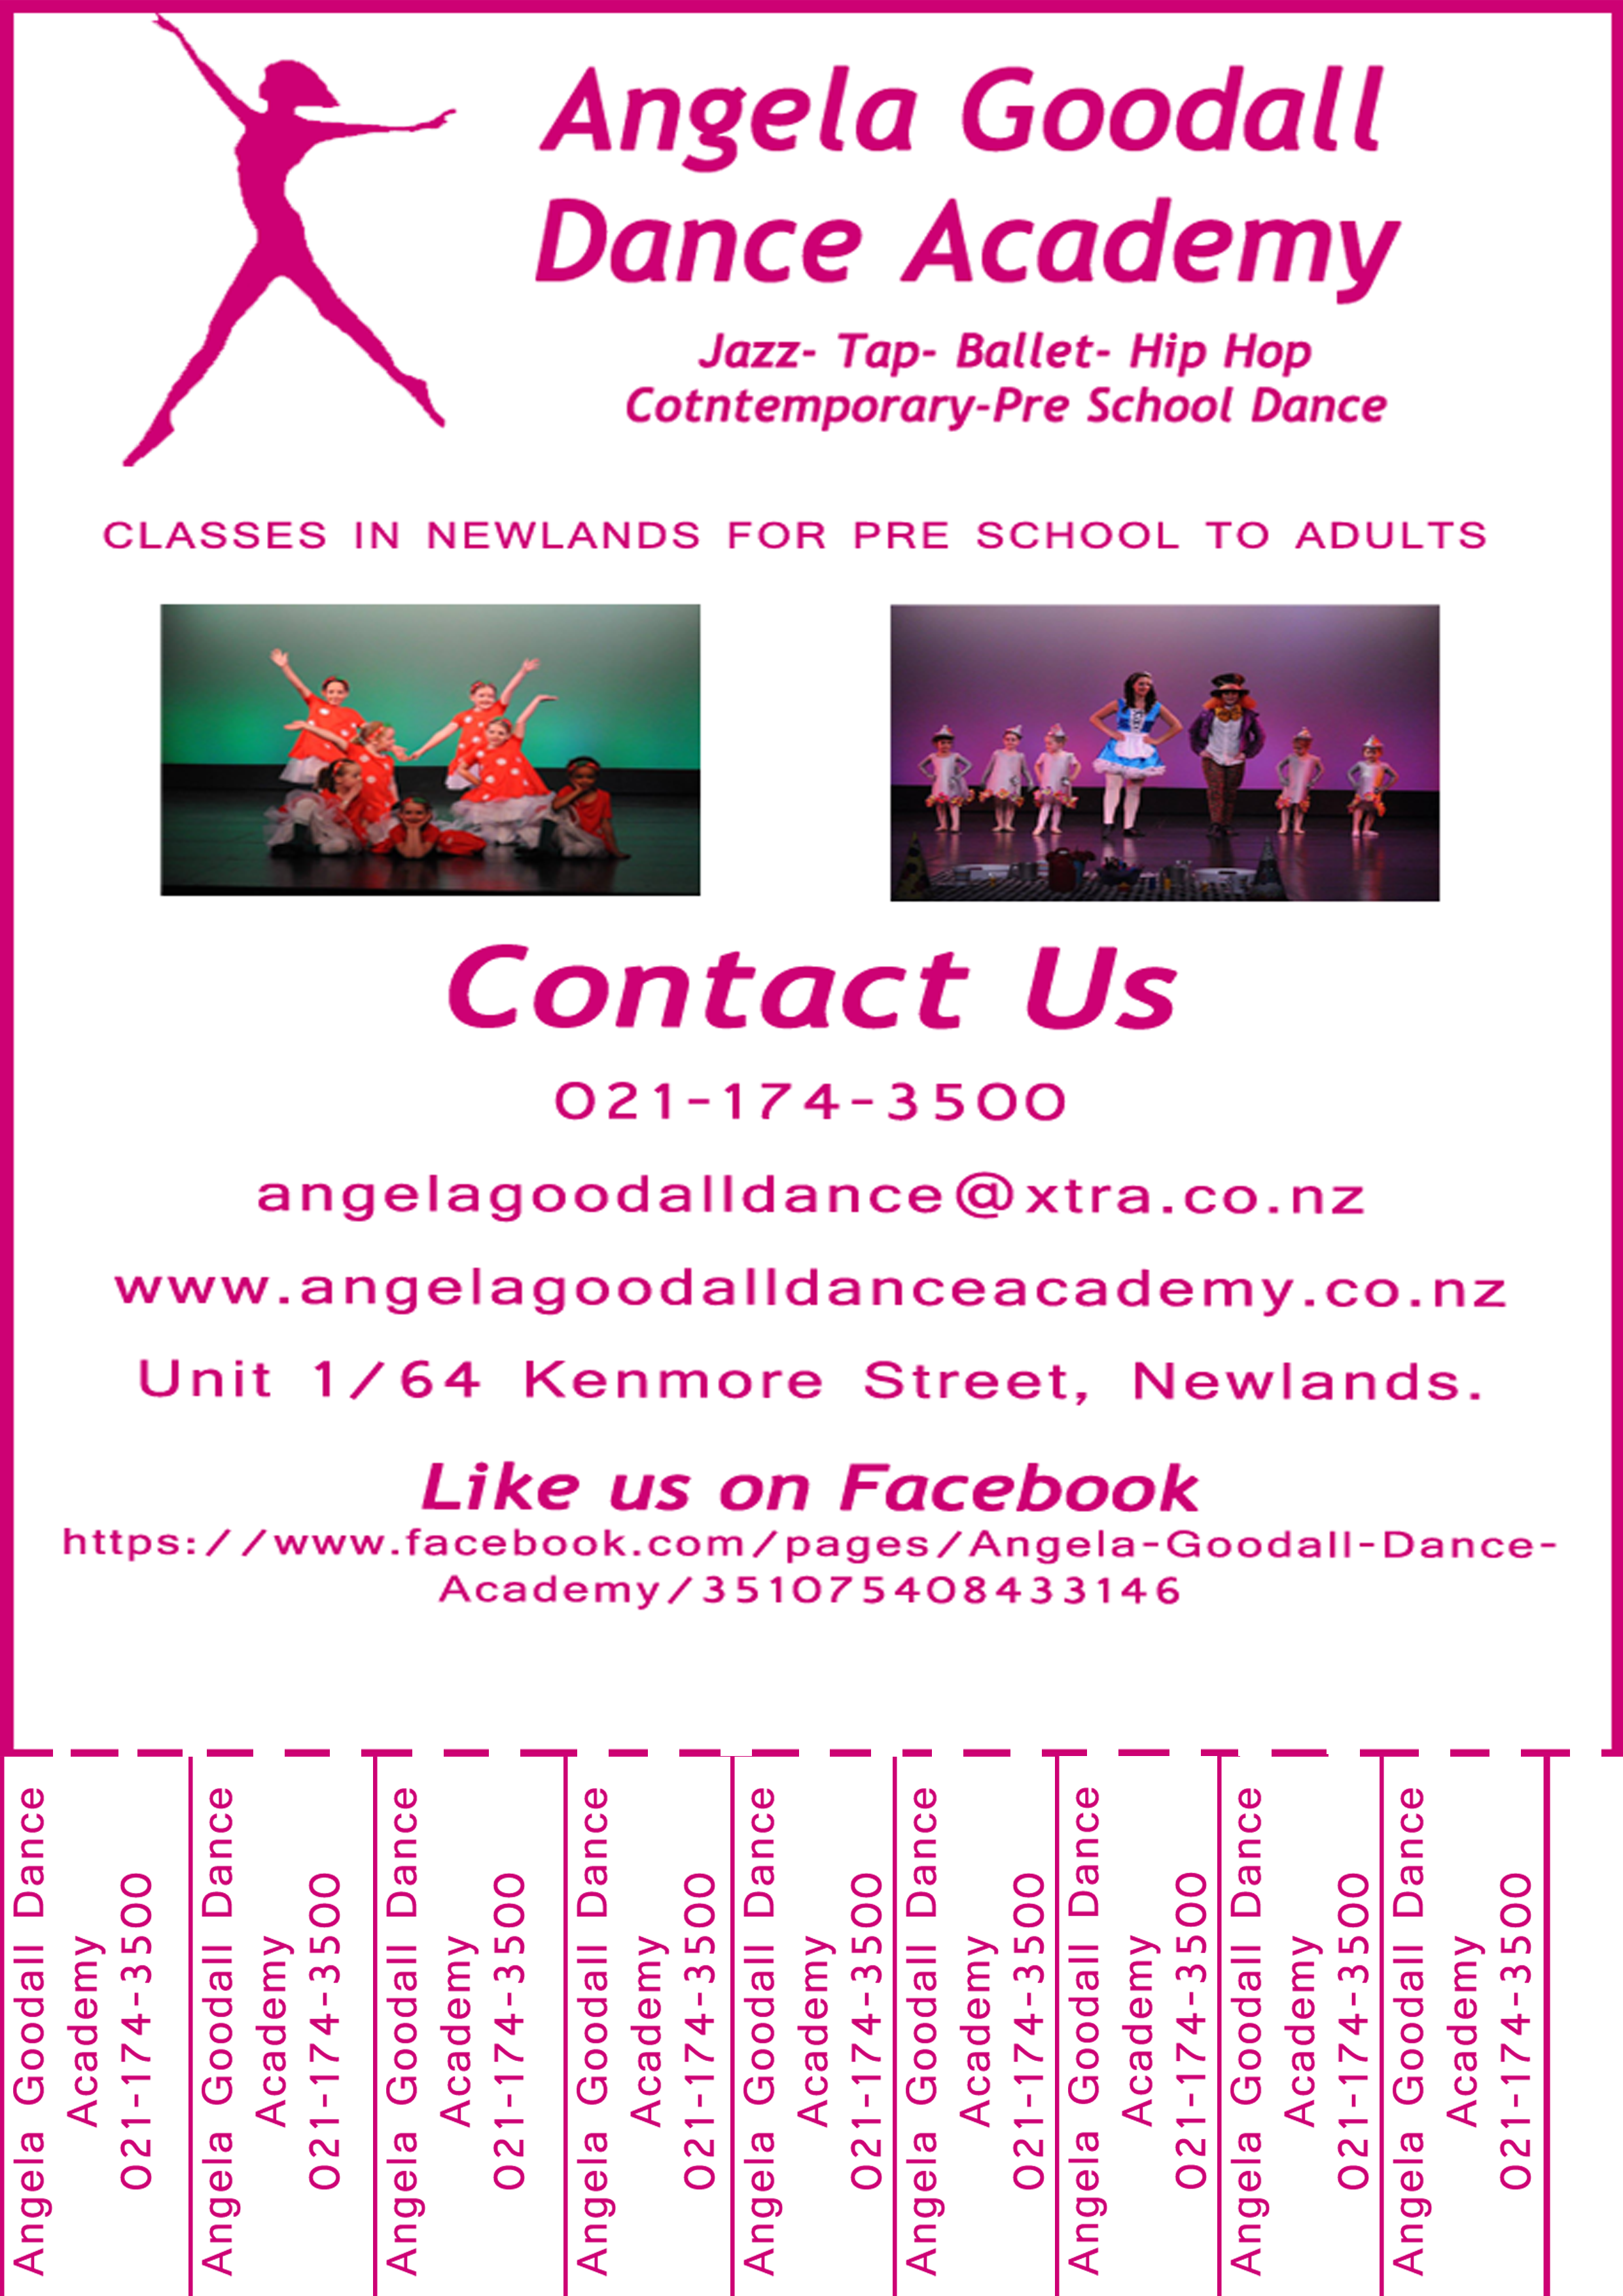 Angela Goodall
Dance Academy
Jazz- Tap- Ballet- Hip Hop
Cotntemporary-Pre School Dance
CLASSES IN NEWLANDS FOR PRE SCHOOL TO ADULTS
Contact Us
021-174-3500
angelagoodalldance@xtra.co.nz
www.angelagoodalldanceacademy.co.nz
Unit 1/64 Kenmore Street, Newlands.
Like us on Facebook
https://www.facebook.com/pages/Angela-Goodall-Dance-
Academy/351075408433146
Angela Goodall Dance
Academy
021-174-3500
Angela Goodall Dance
Academy
021-174-3500
Angela Goodall Dance
Academy
021-174-3500
Angela Goodall Dance
Academy
021-174-3500
Angela Goodall Dance
Academy
021-174-3500
Angela Goodall Dance
Academy
021-174-3500
Angela Goodall Dance
Academy
021-174-3500
Angela Goodall Dance
Academy
021-174-3500
Angela Goodall Dance
Academy
021-174-3500